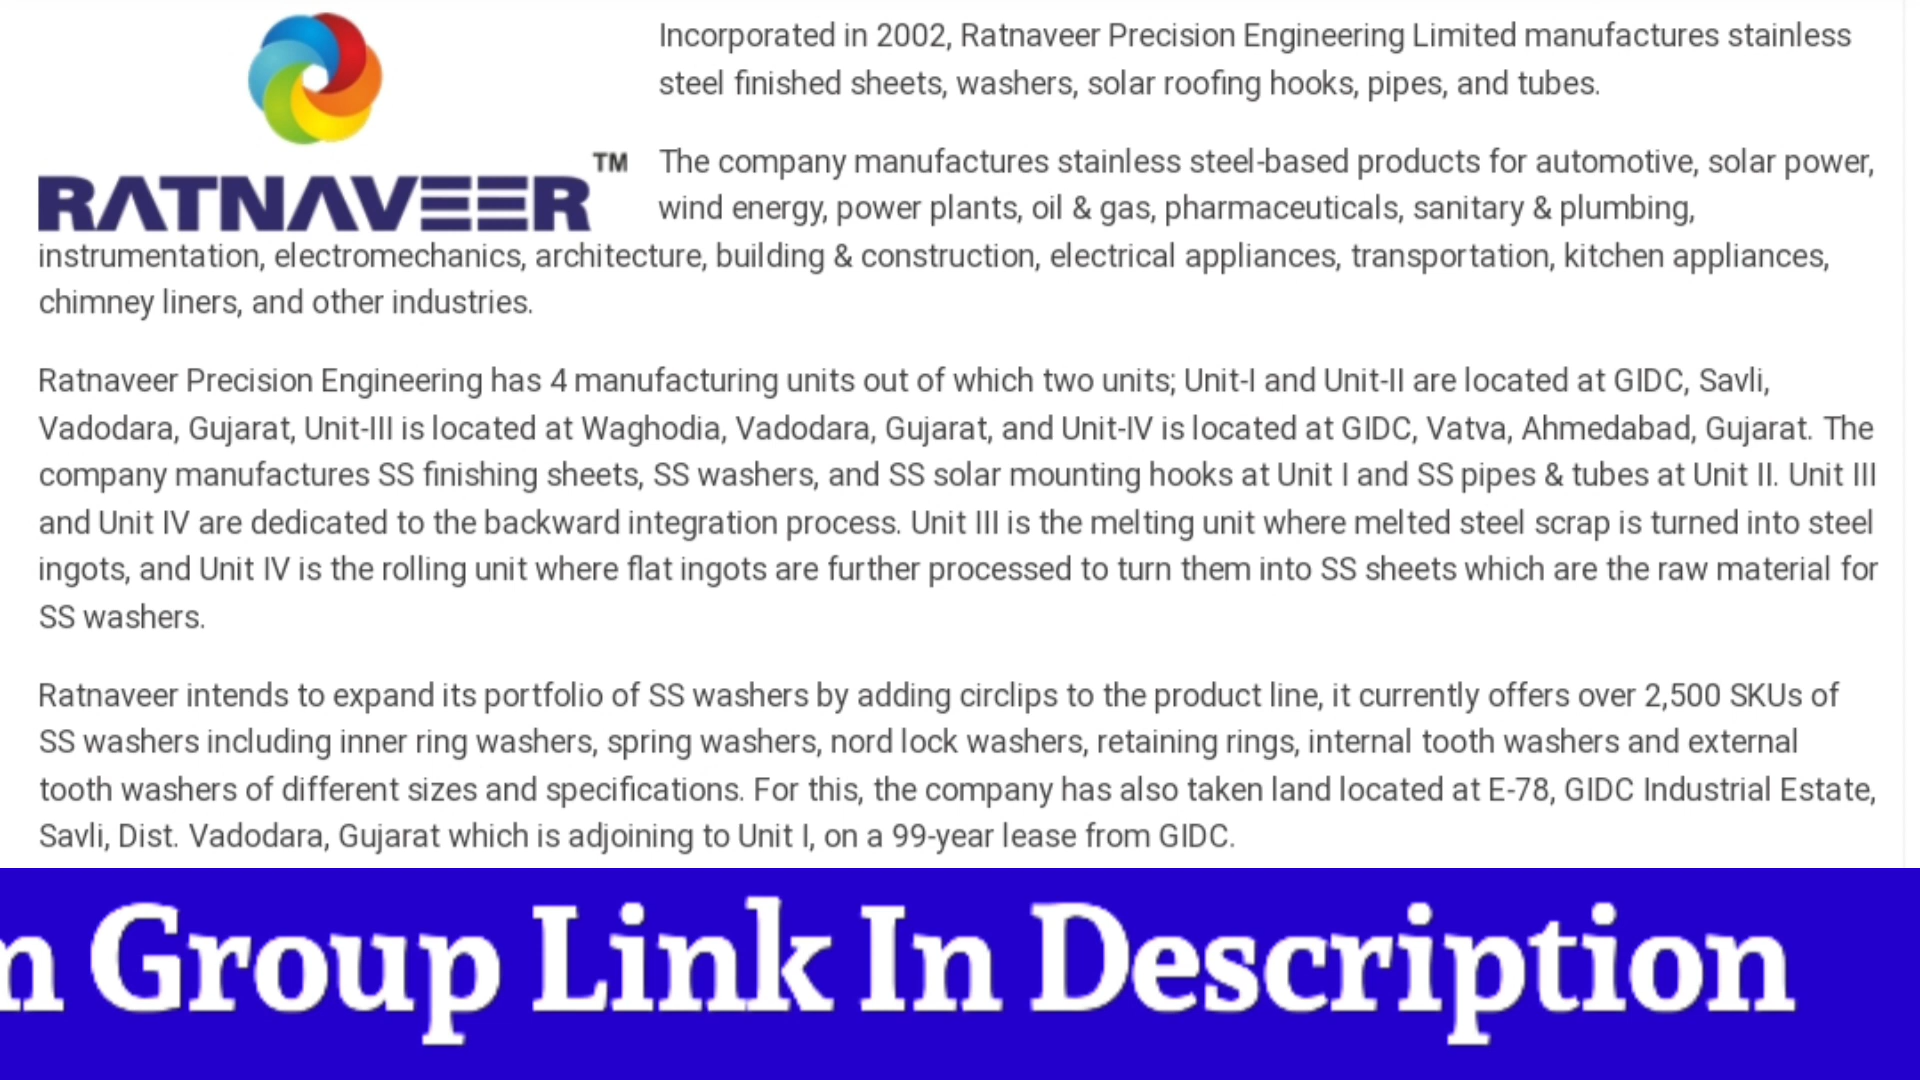 Incorporated in 2002, Ratnaveer Precision Engineering Limited manufactures stainless
steel finished sheets, washers, solar roofing hooks, pipes, and tubes.
RATNAVEER TM
The company manufactures stainless steel-based products for automotive, solar power,
wind energy, power plants, oil & gas, pharmaceuticals, sanitary & plumbing,
instrumentation, electromechanics, architecture, building & construction, electrical appliances, transportation, kitchen appliances,
chimney liners, and other industries.
Ratnaveer Precision Engineering has 4 manufacturing units out of which two units; Unit-I and Unit-II are located at GIDC, Savli,
Vadodara, Gujarat, Unit-III is located at Waghodia, Vadodara, Gujarat, and Unit-IV is located at GIDC, Vatva, Ahmedabad, Gujarat. The
company manufactures SS finishing sheets, SS washers, and SS solar mounting hooks at Unit I and SS pipes & tubes at Unit II. Unit III
and Unit IV are dedicated to the backward integration process. Unit III is the melting unit where melted steel scrap is turned into steel
ingots, and Unit IV is the rolling unit where flat ingots are further processed to turn them into SS sheets which are the raw material for
SS washers.
Ratnaveer intends to expand its portfolio of SS washers by adding circlips to the product line, it currently offers over 2,500 SKUs of
SS washers including inner ring washers, spring washers, nord lock washers, retaining rings, internal tooth washers and external
tooth washers of different sizes and specifications. For this, the company has also taken land located at E-78, GIDC Industrial Estate,
Savli, Dist. Vadodara, Gujarat which is adjoining to Unit I, on a 99-year lease from GIDC.
Group Link In Description